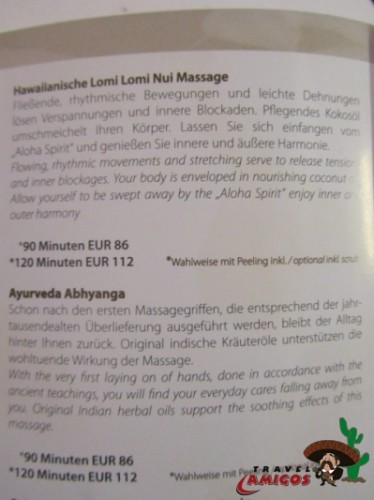 Hawaiianische Lomi Lomi Nui Massage
Fließende, rhythmische Bewegungen und leichte Dehnungen
lösen Verspannungen und innere Blockaden. Pflegendes Kokosöl
umschmeichelt Ihren Körper. Lassen Sie sich einfangen vom
„Aloha Spirit“ und genießen Sie innere und äußere Harmonie.
Flowing, rhythmic movements and stretching serve to release tension
and inner blockages. Your body is enveloped in nourishing coconut
Allow yourself to be swept away by the „Aloha Spirit“ enjoy inner
outer harmony
*90 Minuten EUR 86
*120 Minuten EUR 112 *Wahlweise mit Peeling inkl./optional inkl. scrub
Ayurveda Abhyanga
Schon nach den ersten Massagegriffen, die entsprechend der jahr-
tausendealten Überlieferung ausgeführt werden, bleibt der Alltag
hinter Ihnen zurück. Original indische Kräuteröle unterstützen die
wohltuende Wirkung der Massage.
With the very first laying on of hands, done in accordance with the
ancient teachings, you will find your everyday cares falling away from
you. Original Indian herbal oils support the soothing effects of this
massage.
*90 Minuten EUR 86
*120 Minuten EUR 112 *Wahlweise mit
TRAVEL
AMIGOS